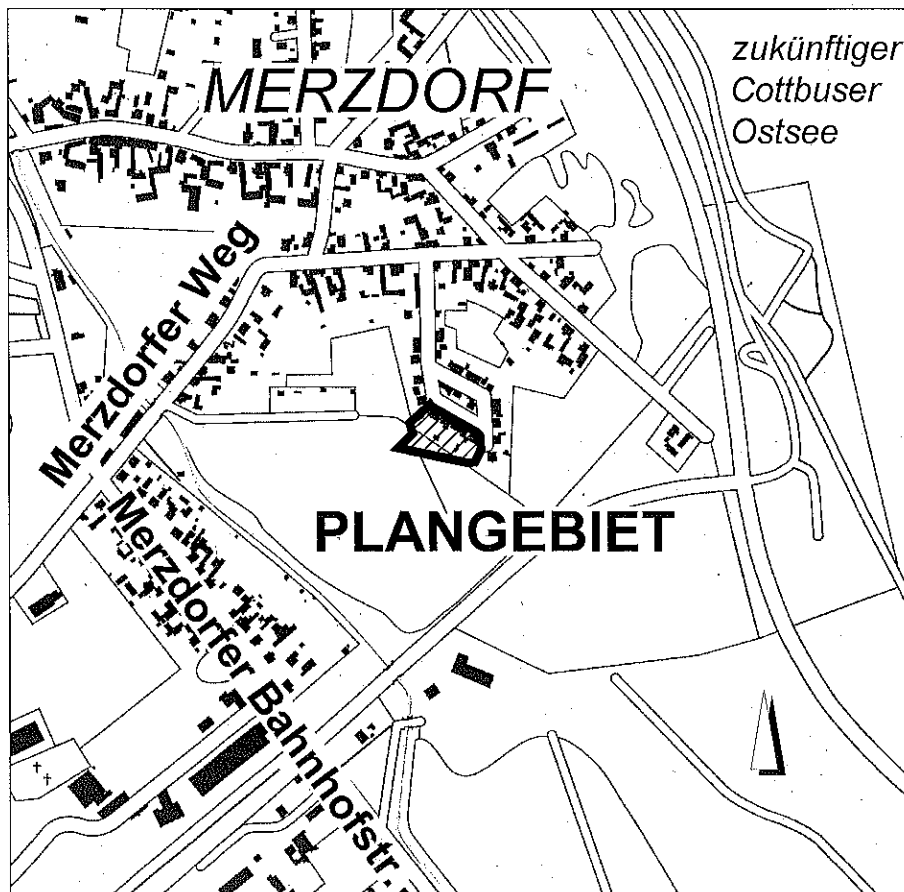 MERZDORF
zukünftiger
Cottbuser
Ostsee
Merzdorfer Weg
PLANGEBIET
Merzdorfer Bahnhofstr.